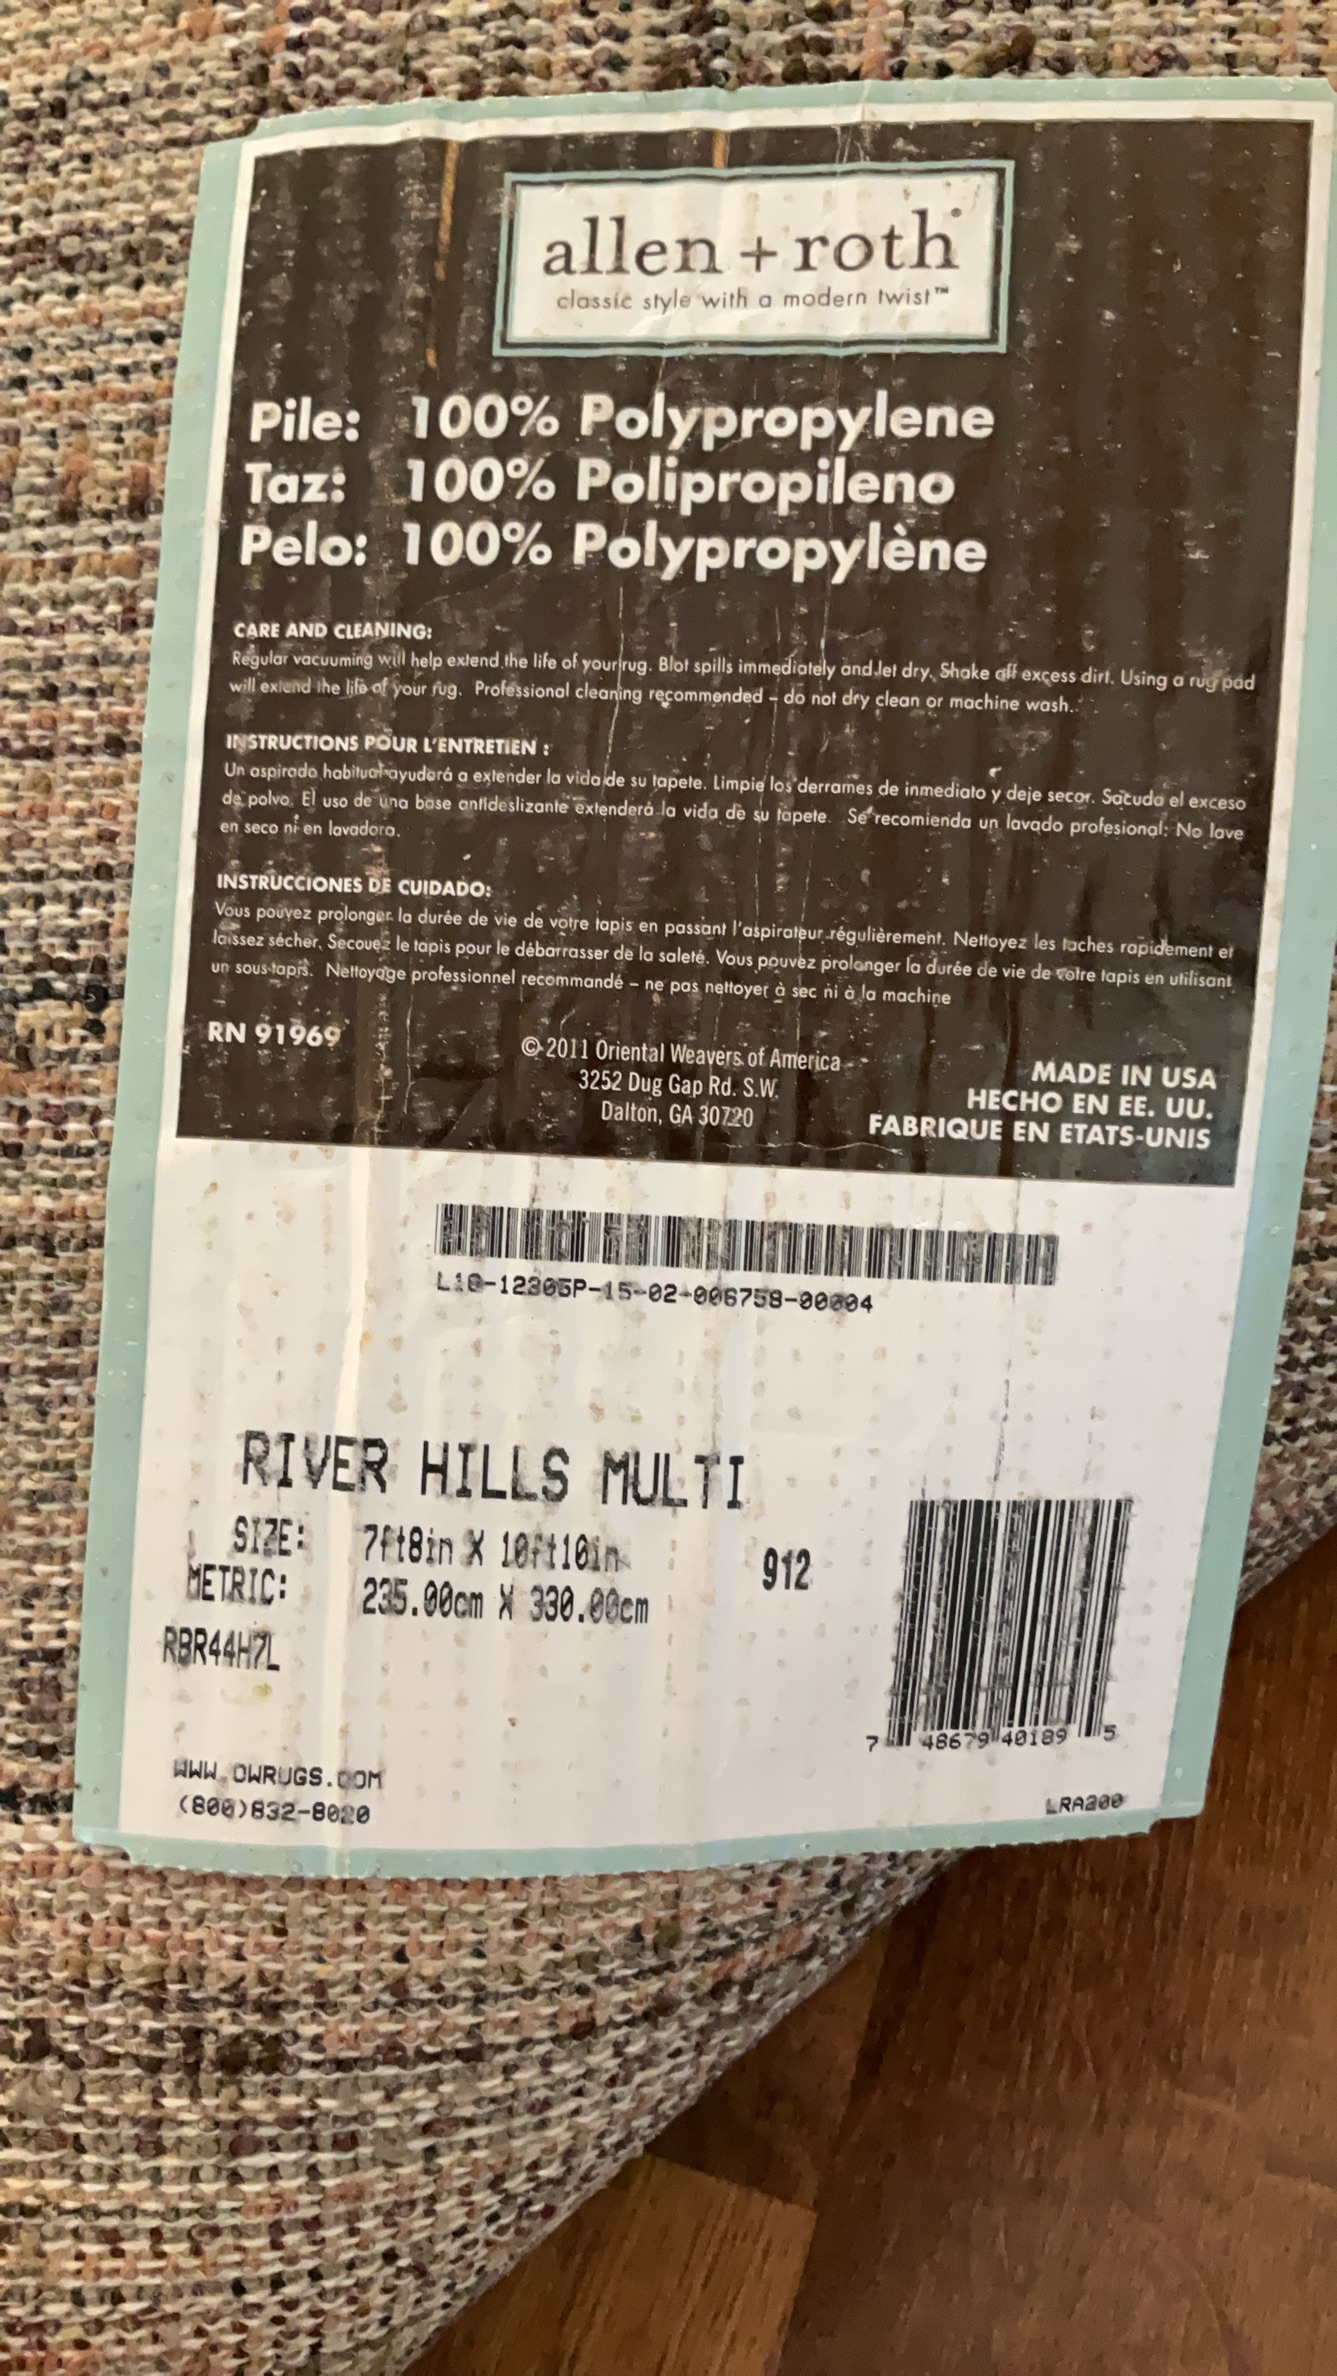 allen + roth®
classic style with a modern twist™
Pile: 100% Polypropylene
Taz: 100% Polipropileno
Pelo: 100% Polypropylène
CARE AND CLEANING:
Regular vacuuming will help extend the life of your rug. Blot spills immediately and let dry. Shake off excess dirt. Using a rug pad
will extend the life of your rug. Professional cleaning recommended – do not dry clean or machine wash.
INSTRUCTIONS POUR L'ENTRETIEN :
Un aspirado habitual ayudará a extender la vida de su tapete. Limpie los derrames de inmediato y deje secar. Sacuda el exceso
de polvo. El uso de una base antideslizante extenderá la vida de su tapete. Se recomienda un lavado profesional: No lave
en seco ni en lavadora.
INSTRUCCIONES DE CUIDADO:
Vous pouvez prolonger la durée de vie de votre tapis en passant l'aspirateur régulièrement. Nettoyez les taches rapidement et
laissez sécher. Secouez le tapis pour le débarrasser de la saleté. Vous pouvez prolonger la durée de vie de votre tapis en utilisant
un sous-tapis. Nettoyage professionnel recommandé – ne pas nettoyer à sec ni à la machine
RN 91969
© 2011 Oriental Weavers of America
3252 Dug Gap Rd. S.W.
Dalton, GA 30720
MADE IN USA
HECHO EN EE. UU.
FABRIQUE EN ETATS-UNIS
L10-12305P-15-02-006758-00004
RIVER HILLS MULTI
SIZE: 7ft8in X 10ft10in
METRIC: 235.00cm X 330.00cm
912
RBR44H7L
7 48679 40189 5
WWW.OWRUGS.COM
(800)832-8020
LRA200